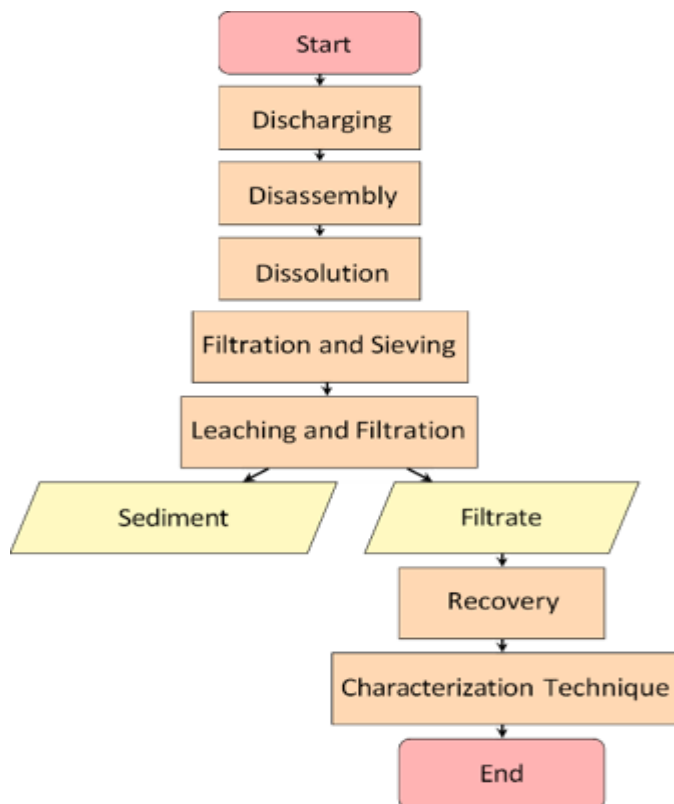 Start
Discharging
Disassembly
Dissolution
Filtration and Sieving
Leaching and Filtration
Sediment
Filtrate
Recovery
Characterization Technique
End